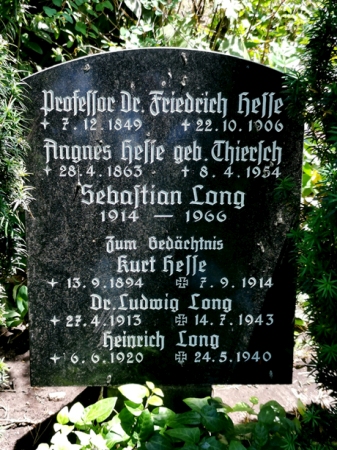 Professor Dr. Friedrich Hesse
+ 7.12.1849 + 22.10.1906
Angnes Hesse geb. Thiersch
+ 28.4.1863 + 8.4.1954
Sebastian Long
1914 — 1966
Zum Gedächtnis
Kurt Hesse
+ 13.9.1894 ✠ 7.9.1914
Dr. Ludwig Long
+ 27.4.1913 ✠ 14.7.1943
Heinrich Long
+ 6.6.1920 ✠ 24.5.1940